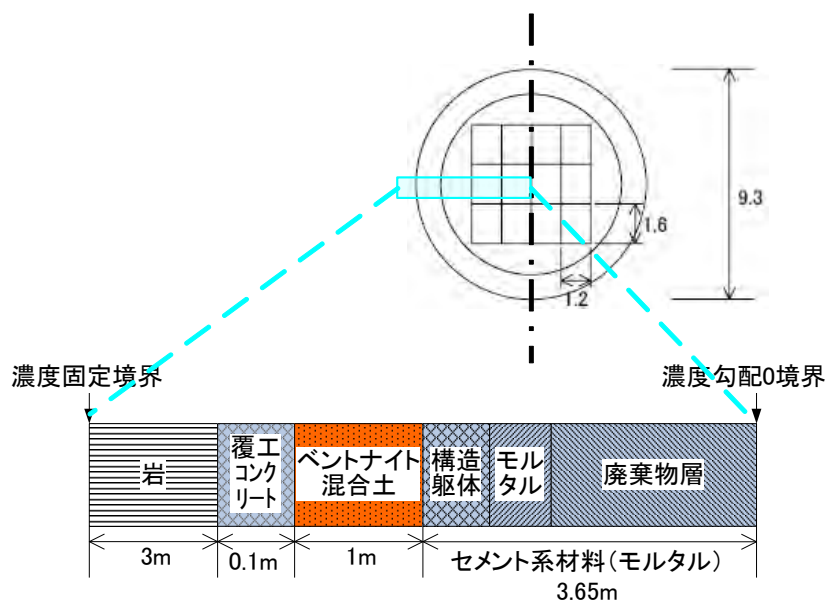 9.3
1.6
1.2
濃度固定境界
濃度勾配0境界
岩
覆工
コンク
リート
ベントナイト
混合土
構造
躯体
モル
タル
廃棄物層
3m
0.1m
1m
セメント系材料(モルタル)
3.65m